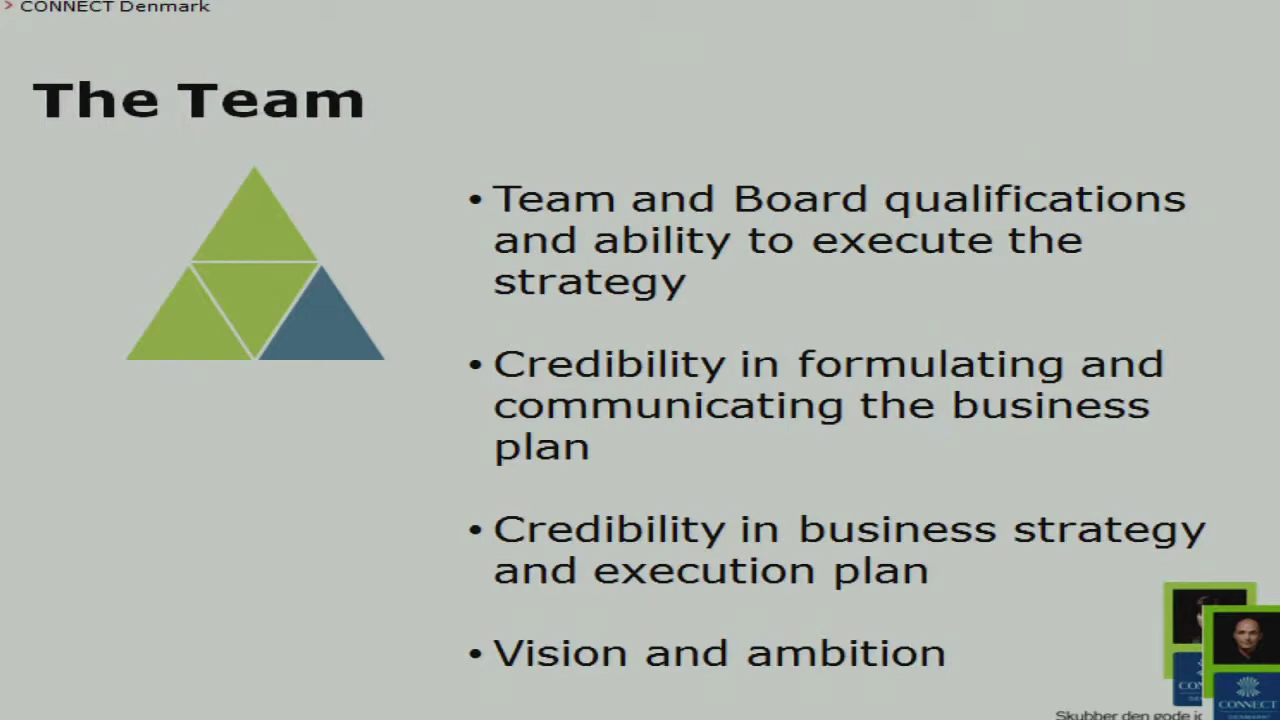 > CONNECT Denmark
The Team
• Team and Board qualifications
and ability to execute the
strategy
• Credibility in formulating and
communicating the business
plan
• Credibility in business strategy
and execution plan
• Vision and ambition
CONNECT
Skubber den gode